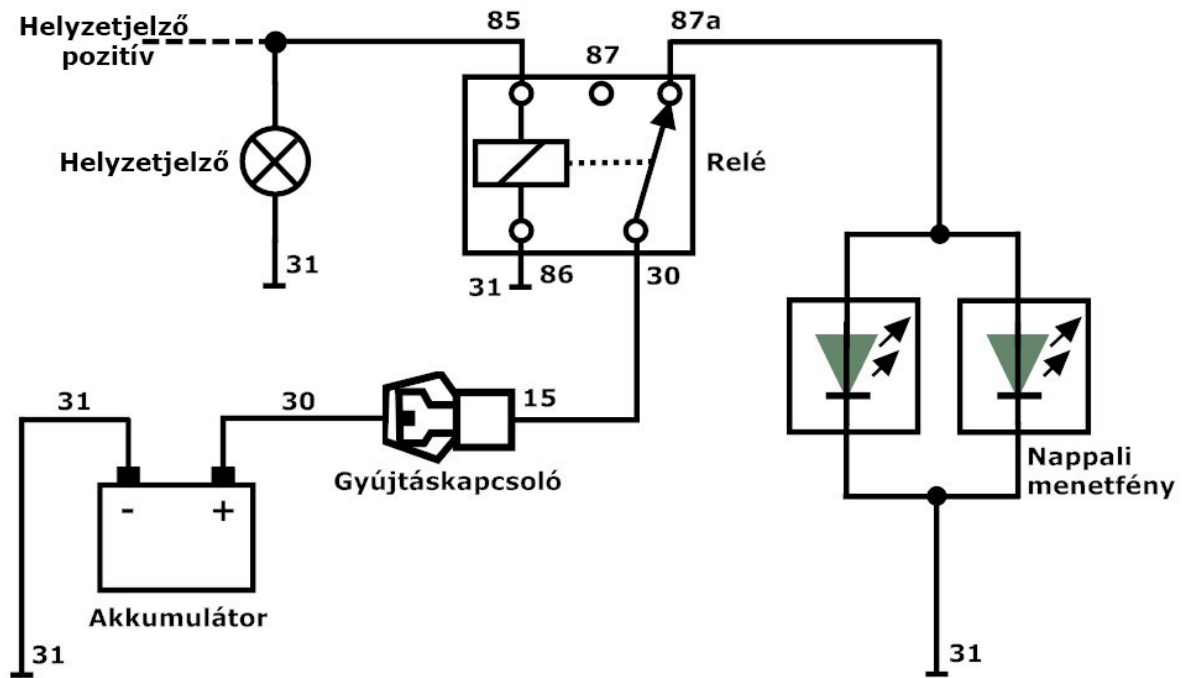 Helyzetjelző
pozitív
85
87
87a
Helyzetjelző
Relé
31
31
86
30
31
30
15
Gyújtáskapcsoló
- +
Akkumulátor
Nappali
menetfény
31
31